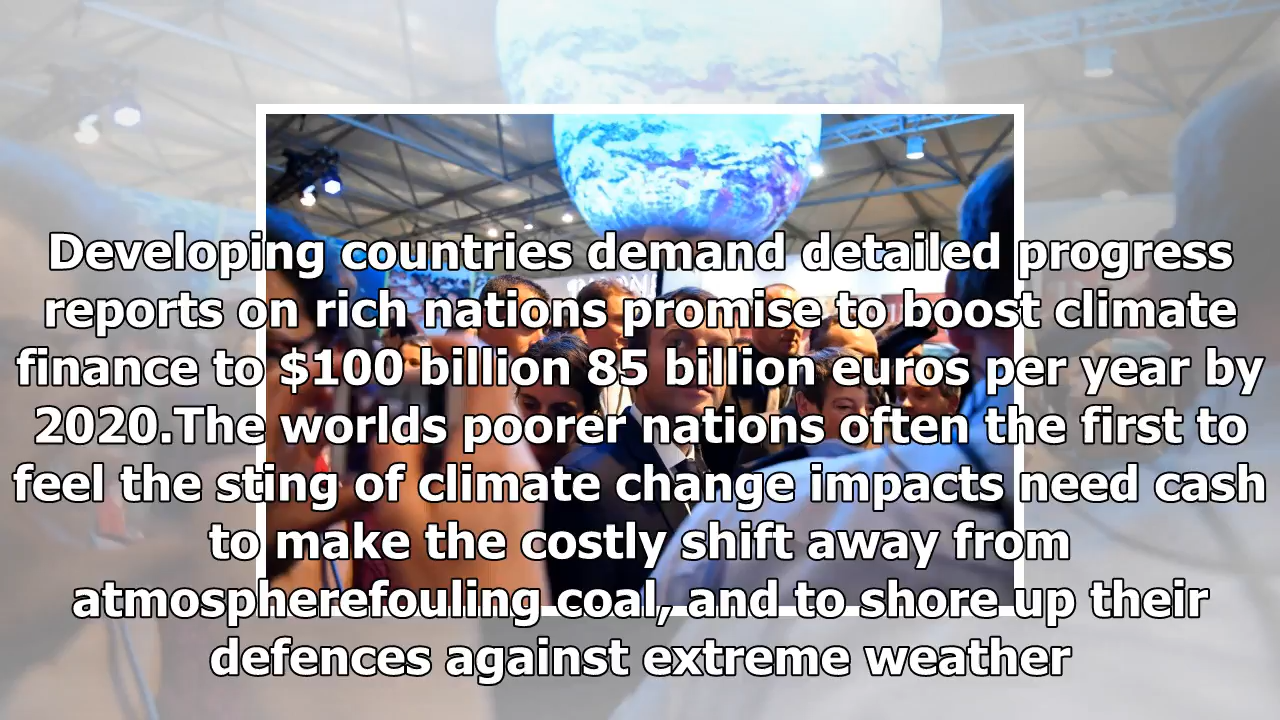 Developing countries demand detailed progress
reports on rich nations promise to boost climate
finance to $100 billion 85 billion euros per year by
2020.The worlds poorer nations often the first to
feel the sting of climate change impacts need cash
to make the costly shift away from
atmospherefouling coal, and to shore up their
defences against extreme weather